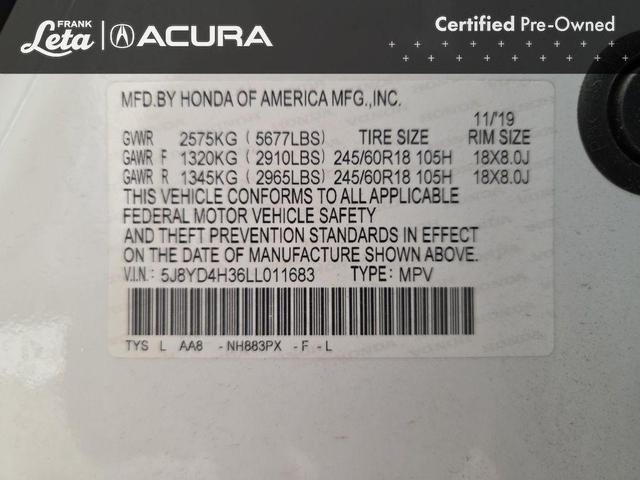 FRANK
Leta
ACURA
Certified Pre-Owned
MFD.BY HONDA OF AMERICA MFG.,INC.
11/'19
GVWR 2575KG ( 5677LBS) TIRE SIZE RIM SIZE
GAWR F 1320KG ( 2910LBS) 245/60R18 105H 18X8.0J
GAWR R 1345KG ( 2965LBS) 245/60R18 105H 18X8.0J
THIS VEHICLE CONFORMS TO ALL APPLICABLE
FEDERAL MOTOR VEHICLE SAFETY
AND THEFT PREVENTION STANDARDS IN EFFECT
ON THE DATE OF MANUFACTURE SHOWN ABOVE.
V.I.N.: 5J8YD4H36LL011683 TYPE: MPV
TYS L AA8 -NH883PX -F -L